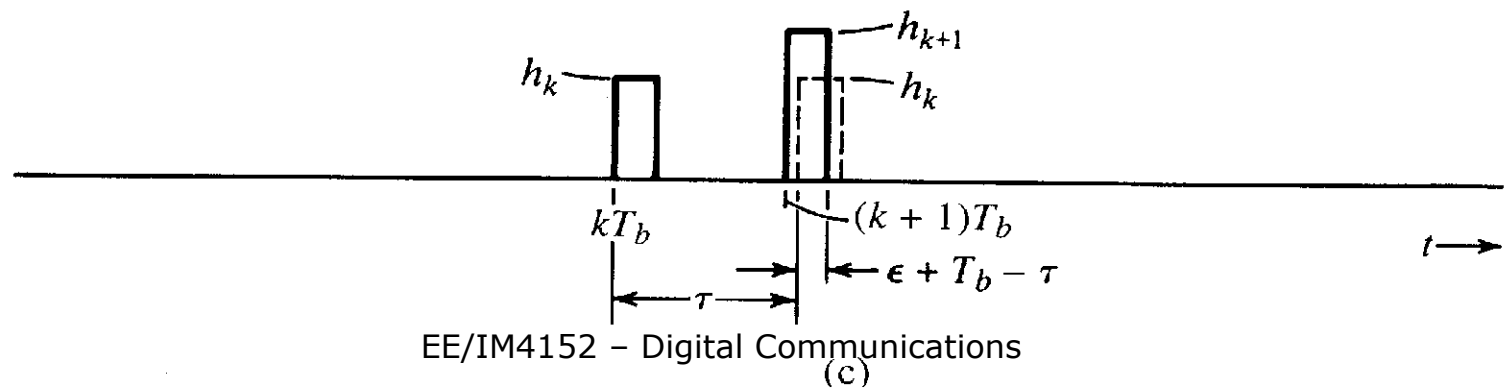 h_{k+1}
h_k
h_k
kT_b
(k + 1)T_b
t
ϵ + T_b − τ
τ
EE/IM4152 – Digital Communications
(c)